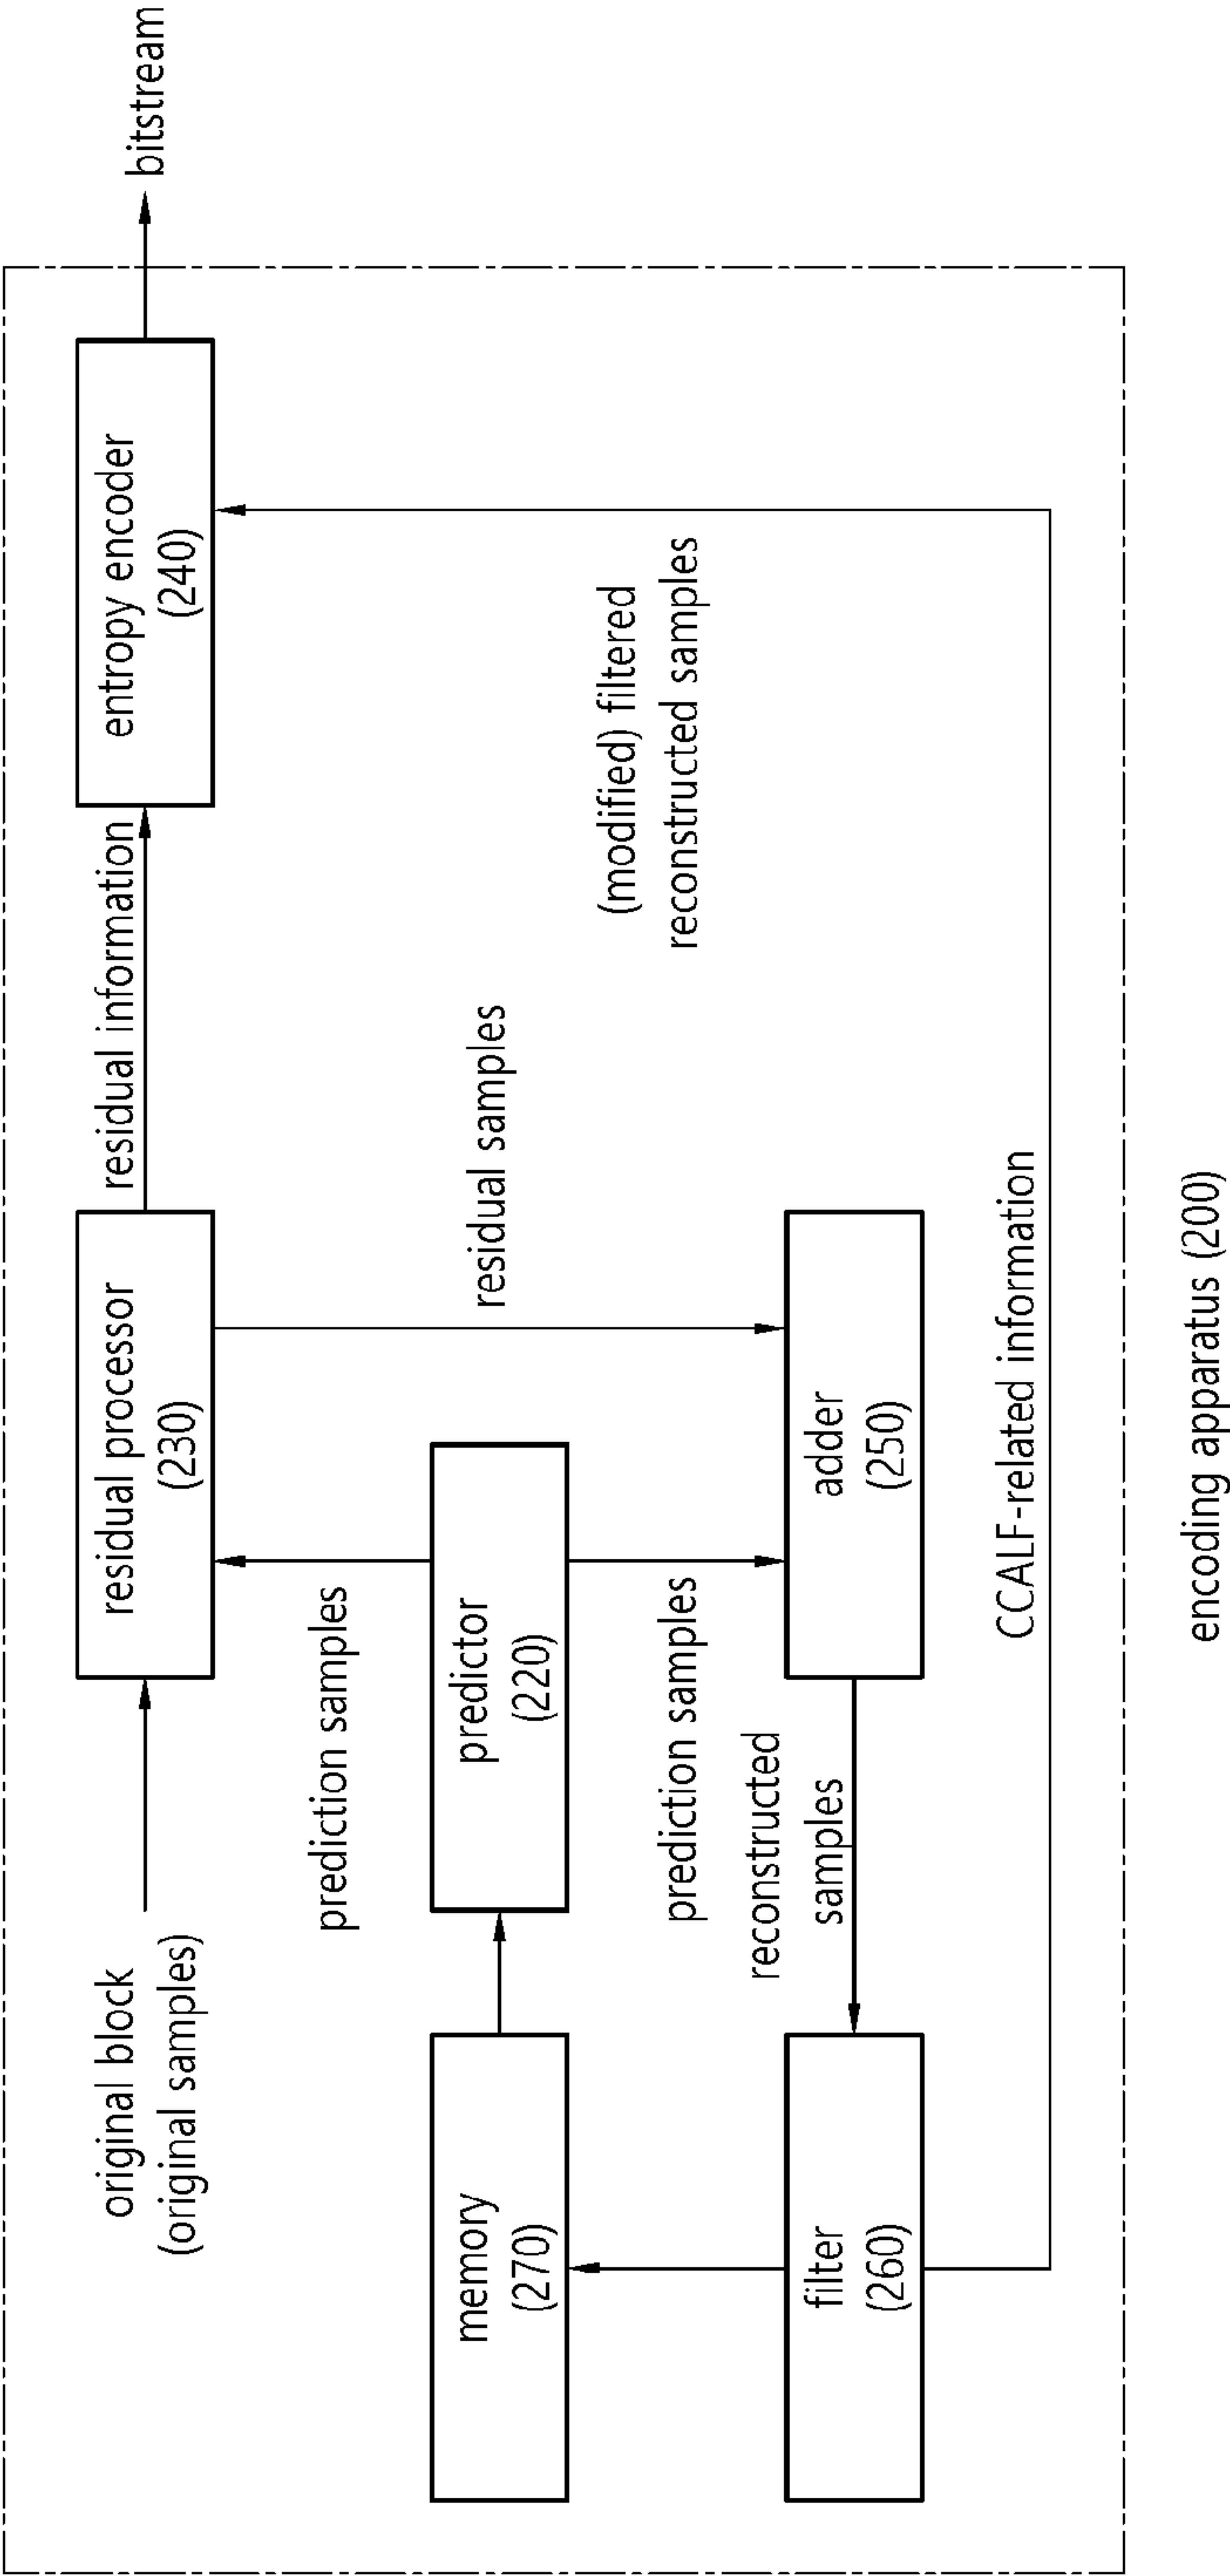 original block
(original samples)
residual processor
(230)
residual information
entropy encoder
(240)
bitstream
prediction samples
residual samples
memory
(270)
predictor
(220)
(modified) filtered
reconstructed samples
prediction samples
reconstructed
samples
filter
(260)
adder
(250)
CCALF-related information
encoding apparatus (200)